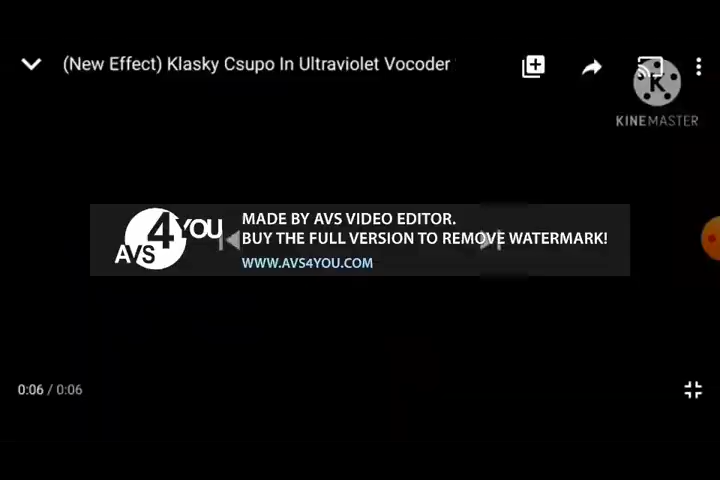 (New Effect) Klasky Csupo In Ultraviolet Vocoder
K
KINEMASTER
AVS4YOU
MADE BY AVS VIDEO EDITOR.
BUY THE FULL VERSION TO REMOVE WATERMARK!
WWW.AVS4YOU.COM
0:06 / 0:06